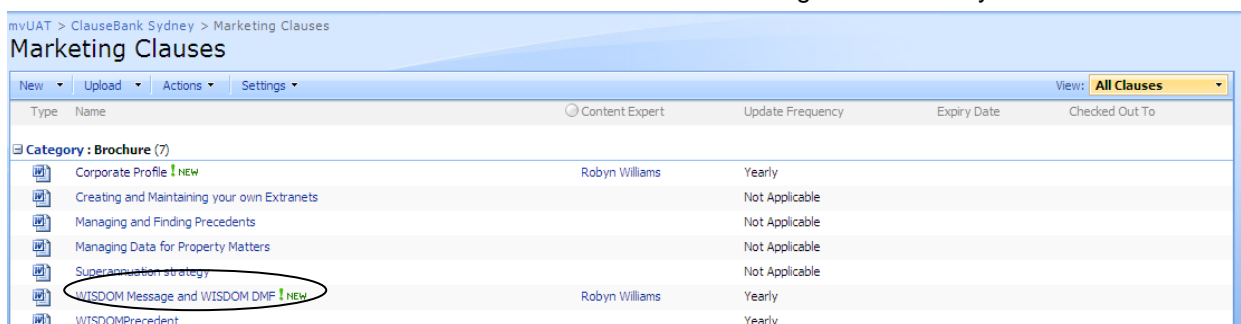 mvUAT > ClauseBank Sydney > Marketing Clauses
Marketing Clauses
New Upload Actions Settings View: All Clauses
Type Name Content Expert Update Frequency Expiry Date Checked Out To
Category : Brochure (7)
Corporate Profile ! NEW Robyn Williams Yearly
Creating and Maintaining your own Extranets Not Applicable
Managing and Finding Precedents Not Applicable
Managing Data for Property Matters Not Applicable
Superannuation strategy Not Applicable
WISDOM Message and WISDOM DMF ! NEW Robyn Williams Yearly
WISDOMPrecedent Yearly